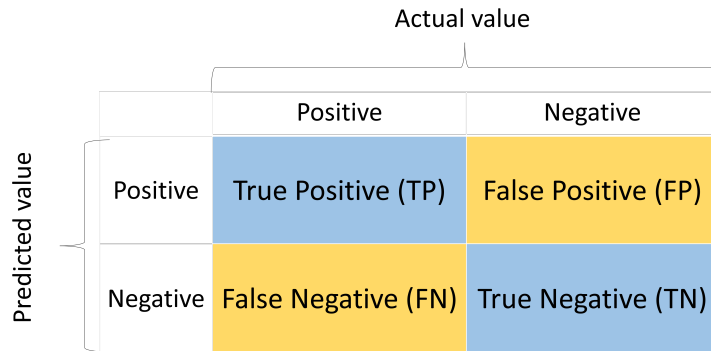 Actual value
Positive Negative
Predicted value
Positive True Positive (TP) False Positive (FP)
Negative False Negative (FN) True Negative (TN)